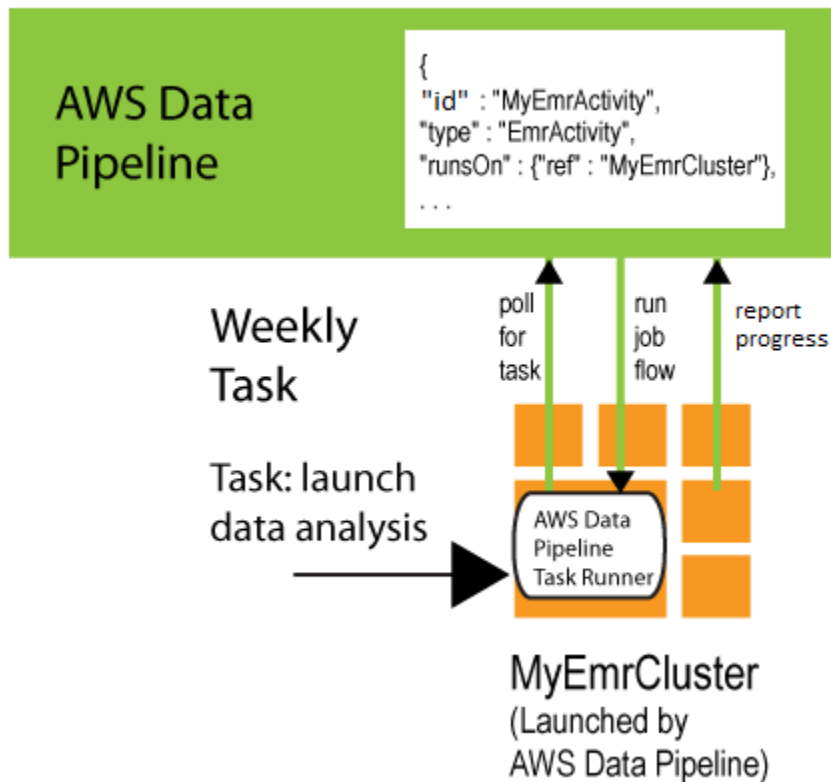 AWS Data
Pipeline
{
"id" : "MyEmrActivity",
"type" : "EmrActivity",
"runsOn" : {"ref" : "MyEmrCluster"},
. . .
Weekly
Task
poll
for
task
run
job
flow
report
progress
Task: launch
data analysis
AWS Data
Pipeline
Task Runner
MyEmrCluster
(Launched by
AWS Data Pipeline)